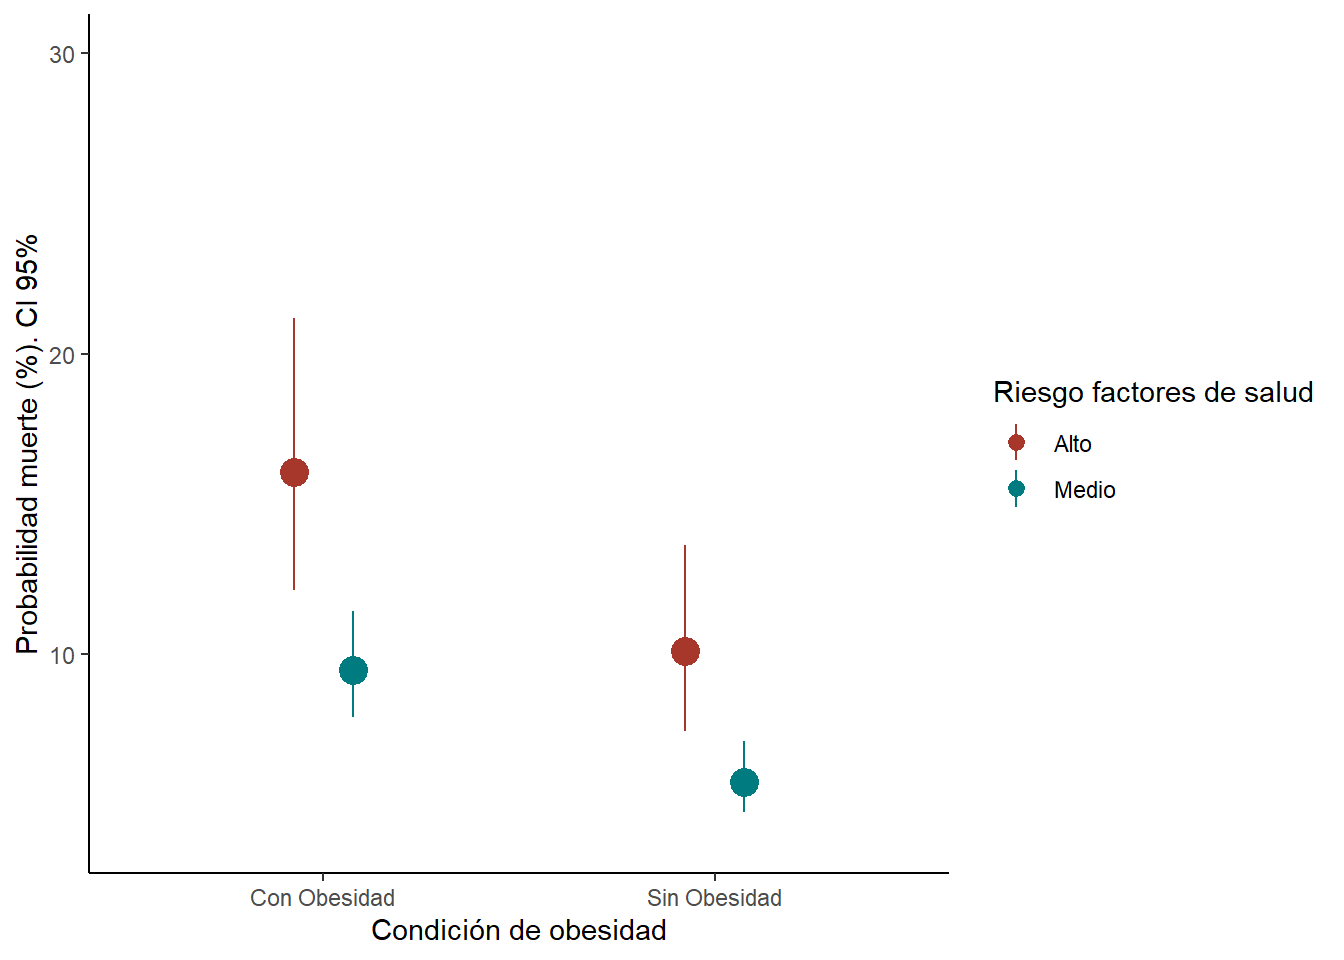 Probabilidad muerte (%). CI 95%
30
20
10
Con Obesidad
Sin Obesidad
Condición de obesidad
Riesgo factores de salud
Alto
Medio